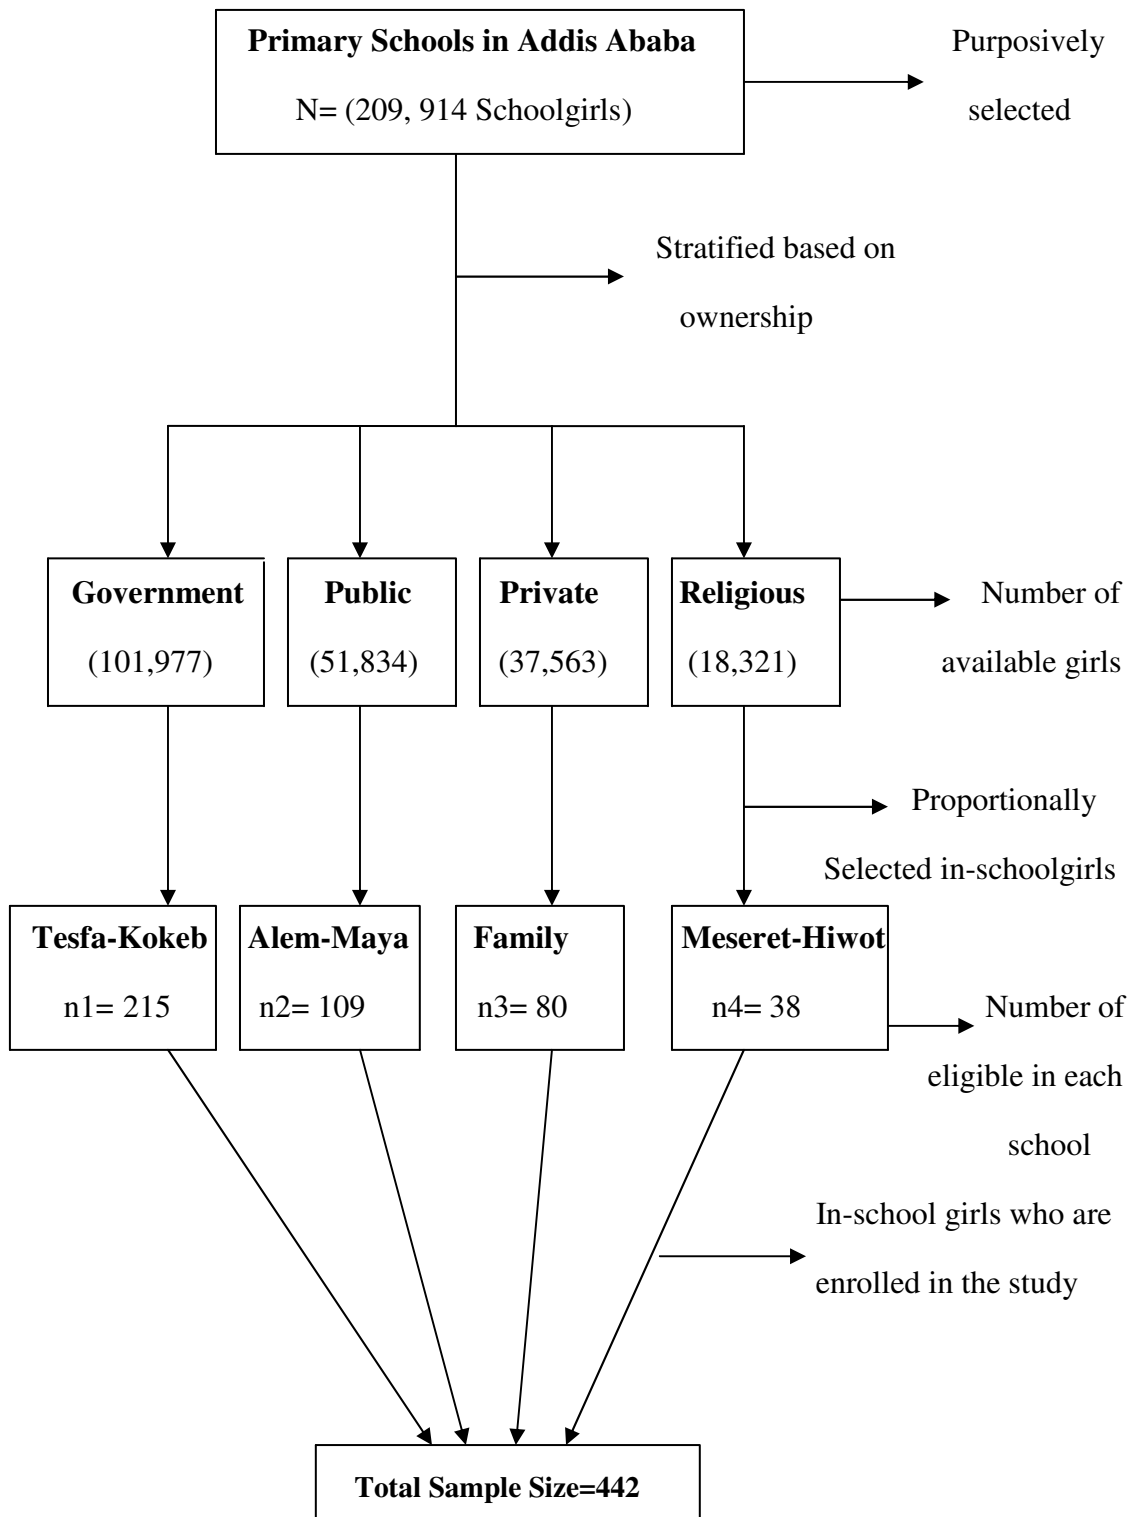 Primary Schools in Addis Ababa
N= (209, 914 Schoolgirls)
Purposively
selected
Stratified based on
ownership
Government
(101,977)
Public
(51,834)
Private
(37,563)
Religious
(18,321)
Number of
available girls
Proportionally
Selected in-schoolgirls
Tesfa-Kokeb
n1= 215
Alem-Maya
n2= 109
Family
n3= 80
Meseret-Hiwot
n4= 38
Number of
eligible in each
school
In-school girls who are
enrolled in the study
Total Sample Size=442